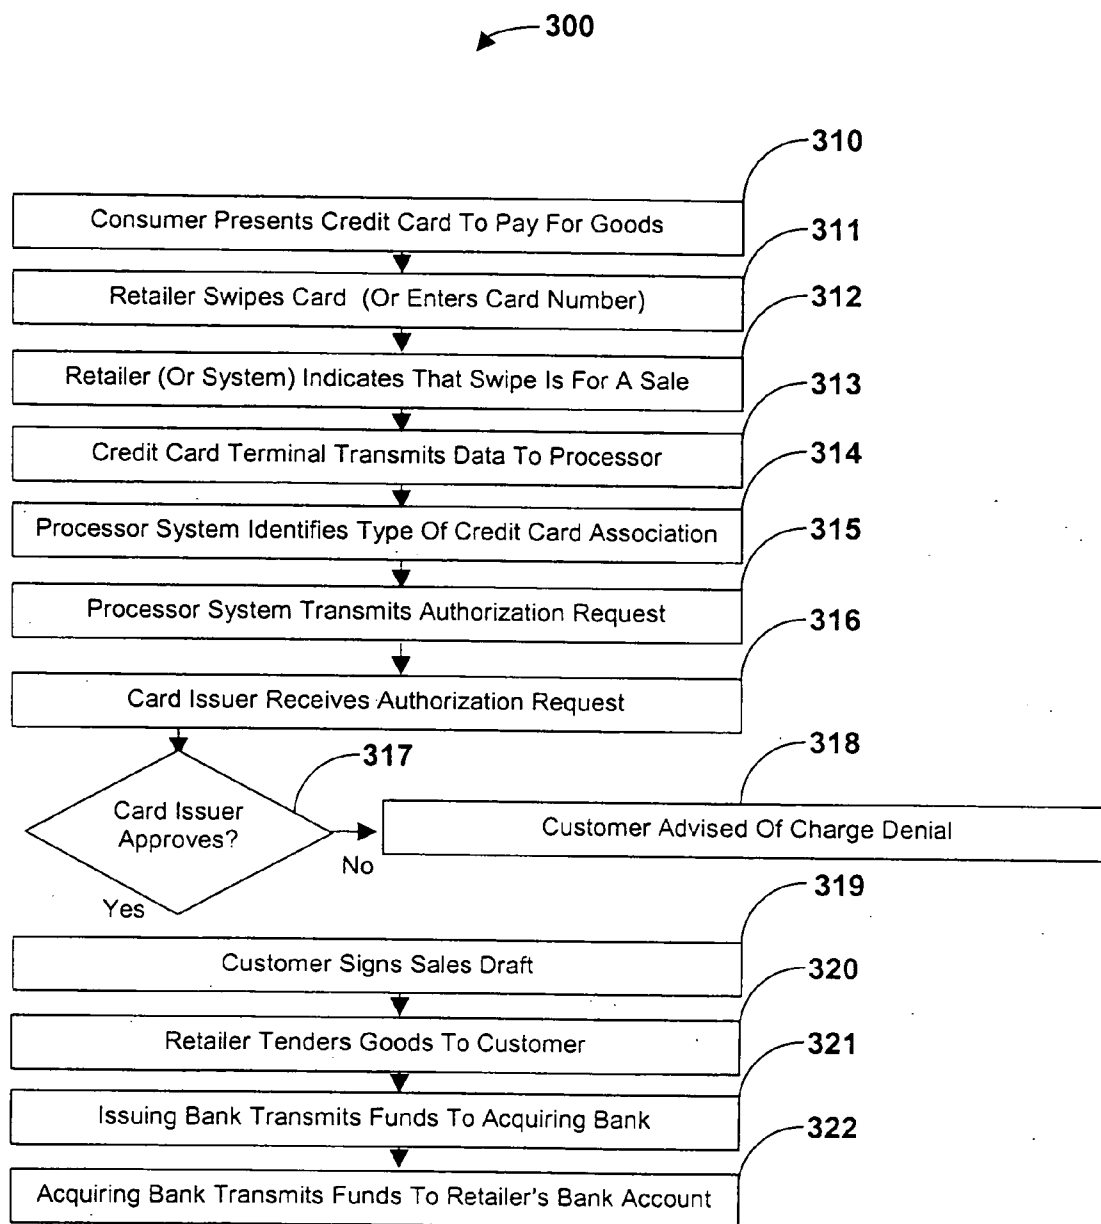 300
310
Consumer Presents Credit Card To Pay For Goods
311
Retailer Swipes Card (Or Enters Card Number)
312
Retailer (Or System) Indicates That Swipe Is For A Sale
313
Credit Card Terminal Transmits Data To Processor
314
Processor System Identifies Type Of Credit Card Association
315
Processor System Transmits Authorization Request
316
Card Issuer Receives Authorization Request
317
318
Card Issuer
Approves?
Customer Advised Of Charge Denial
No
Yes
319
Customer Signs Sales Draft
320
Retailer Tenders Goods To Customer
321
Issuing Bank Transmits Funds To Acquiring Bank
322
Acquiring Bank Transmits Funds To Retailer's Bank Account